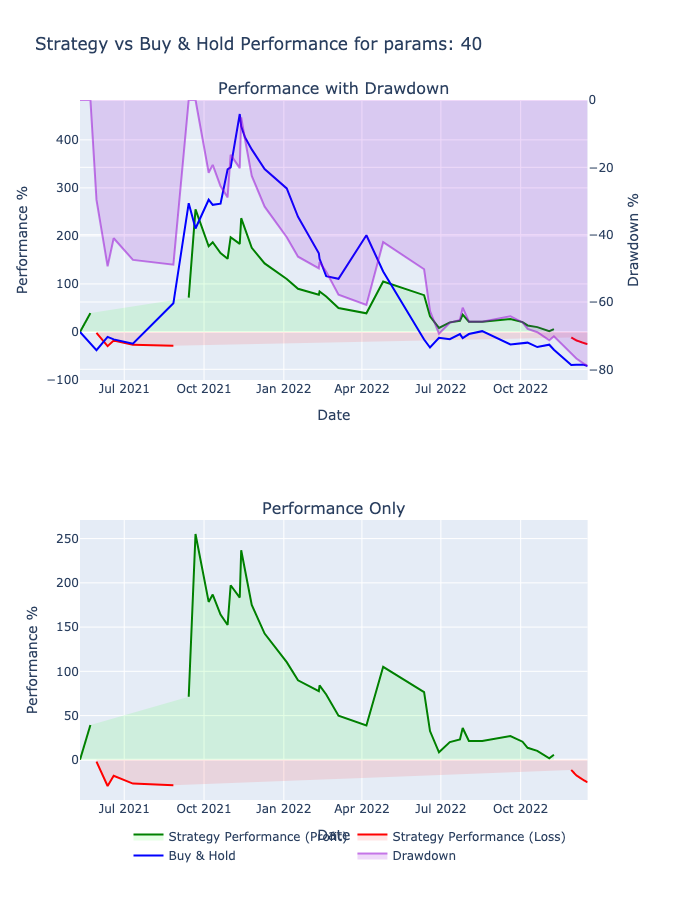 Strategy vs Buy & Hold Performance for params: 40
Performance with Drawdown
400
300
200
100
0
−100
Performance %
0
−20
−40
−60
−80
Drawdown %
Jul 2021 Oct 2021 Jan 2022 Apr 2022 Jul 2022 Oct 2022
Date
Performance Only
250
200
150
100
50
0
Performance %
Jul 2021 Oct 2021 Jan 2022 Apr 2022 Jul 2022 Oct 2022
Date
Strategy Performance (Profit) Strategy Performance (Loss)
Buy & Hold Drawdown